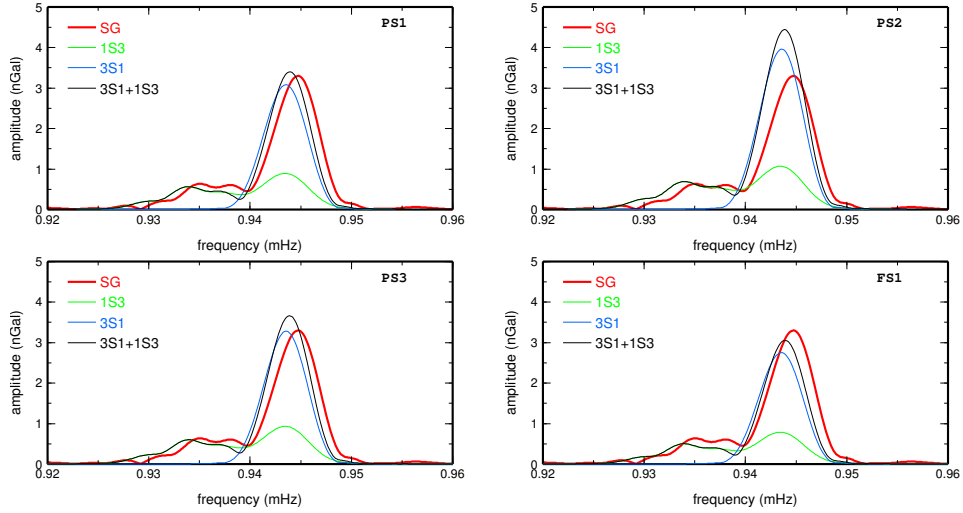 PS1
SG
1S3
3S1
3S1+1S3
amplitude (nGal)
0
1
2
3
4
5
0.92 0.93 0.94 0.95 0.96
frequency (mHz)
PS2
SG
1S3
3S1
3S1+1S3
amplitude (nGal)
0
1
2
3
4
5
0.92 0.93 0.94 0.95 0.96
frequency (mHz)
PS3
SG
1S3
3S1
3S1+1S3
amplitude (nGal)
0
1
2
3
4
5
0.92 0.93 0.94 0.95 0.96
frequency (mHz)
FS1
SG
1S3
3S1
3S1+1S3
amplitude (nGal)
0
1
2
3
4
5
0.92 0.93 0.94 0.95 0.96
frequency (mHz)